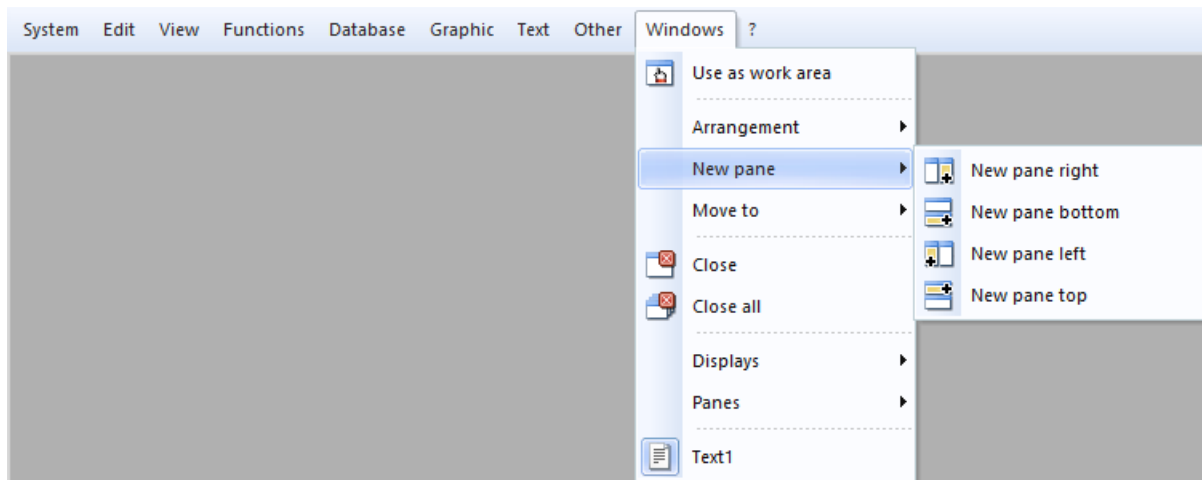 System Edit View Functions Database Graphic Text Other Windows ?
Use as work area
Arrangement
New pane
Move to
Close
Close all
Displays
Panes
Text1
New pane right
New pane bottom
New pane left
New pane top